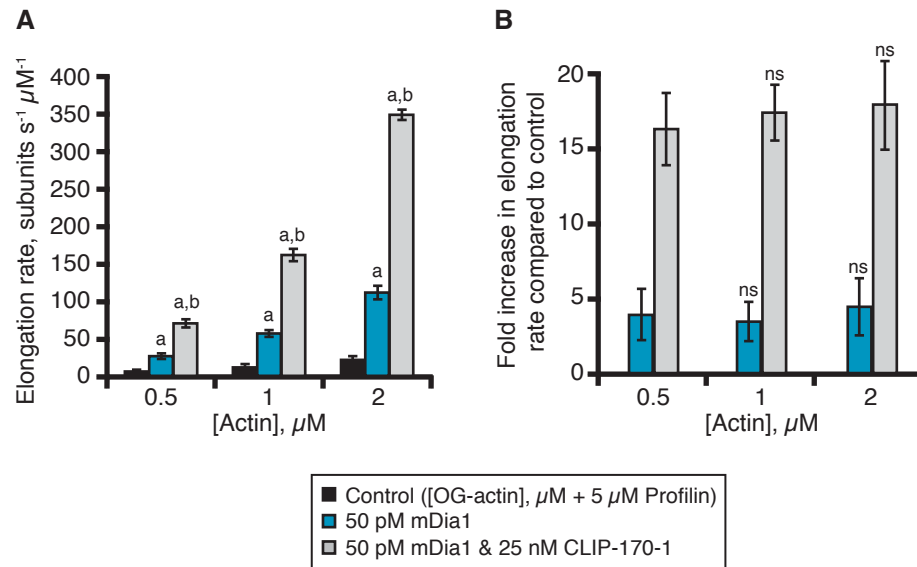 A
Elongation rate, subunits s⁻¹ µM⁻¹
400
350
300
250
200
150
100
50
0
a
a,b
a
a,b
a
a,b
0.5
1
2
[Actin], µM
B
Fold increase in elongation
rate compared to control
20
15
10
5
0
ns
ns
ns
ns
0.5
1
2
[Actin], µM
Control ([OG-actin], µM + 5 µM Profilin)
50 pM mDia1
50 pM mDia1 & 25 nM CLIP-170-1